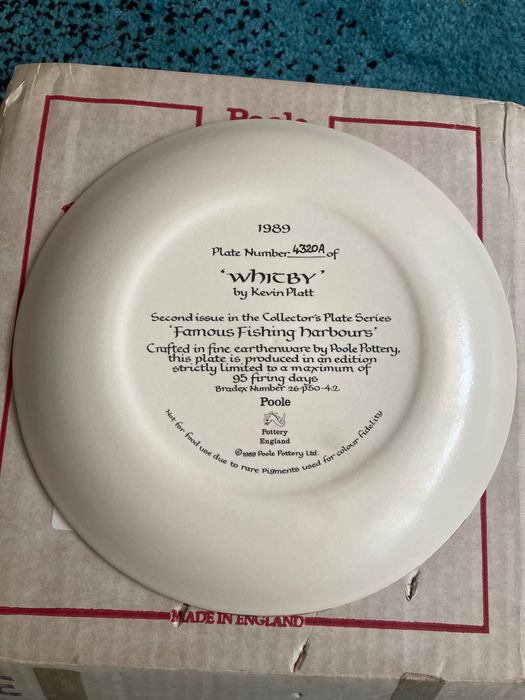 Poole
1989
Plate Number 4320A of
'Whitby'
by Kevin Platt
Second issue in the Collector's Plate Series
'Famous Fishing Harbours'
Crafted in fine earthenware by Poole Pottery,
this plate is produced in an edition
strictly limited to a maximum of
95 firing days
Bradex Number 26-P50-4.2
Poole
Pottery
England
©1989 Poole Pottery Ltd.
Not for food use due to rare pigments used for colour fidelity
MADE IN ENGLAND
E